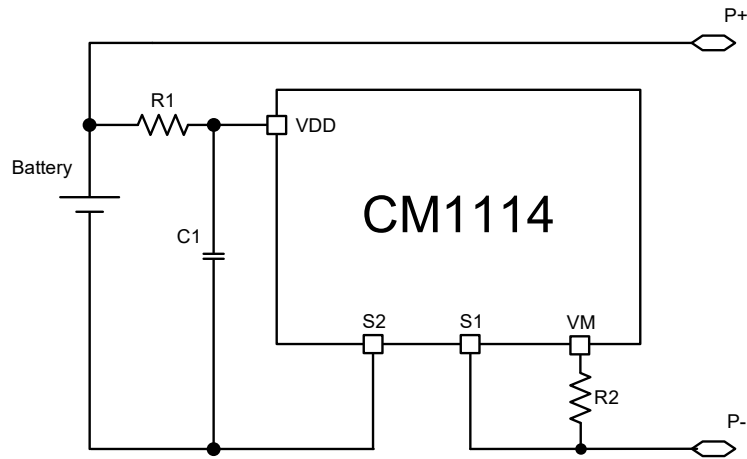 P+
R1
VDD
Battery
CM1114
C1
S2
S1
VM
R2
P-